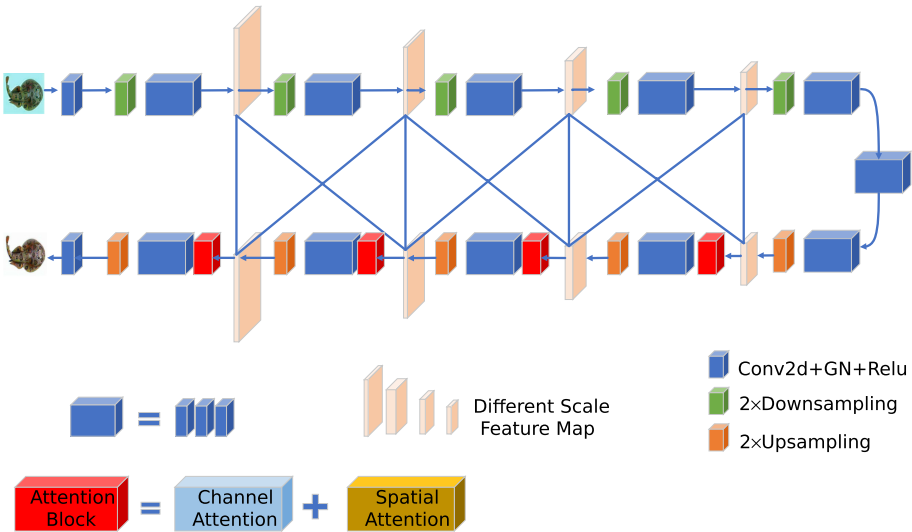 Conv2d+GN+Relu
2×Downsampling
2×Upsampling
Different Scale
Feature Map
Attention
Block
Channel
Attention
Spatial
Attention